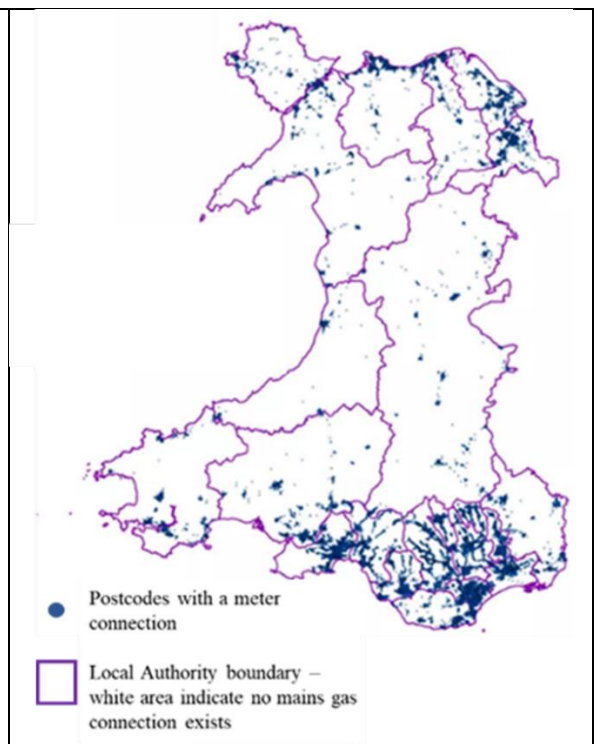 Postcodes with a meter
connection
Local Authority boundary –
white area indicate no mains gas
connection exists